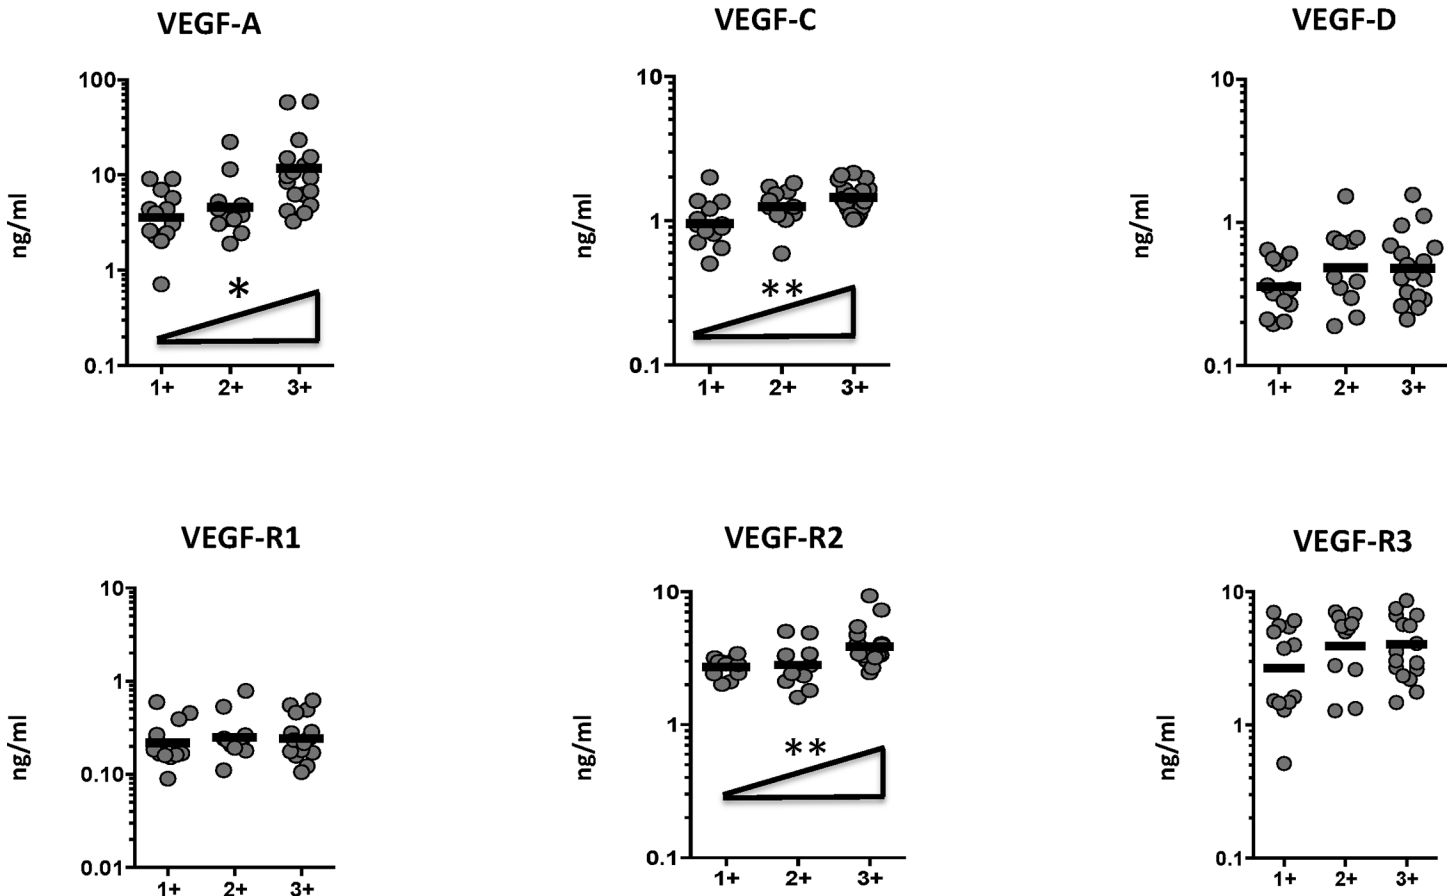 VEGF-A
100
10
1
0.1
ng/ml
*
1+ 2+ 3+
VEGF-C
10
1
0.1
ng/ml
**
1+ 2+ 3+
VEGF-D
10
1
0.1
ng/ml
1+ 2+ 3+
VEGF-R1
10
1
0.10
0.01
ng/ml
1+ 2+ 3+
VEGF-R2
10
1
0.1
ng/ml
**
1+ 2+ 3+
VEGF-R3
10
1
0.1
ng/ml
1+ 2+ 3+